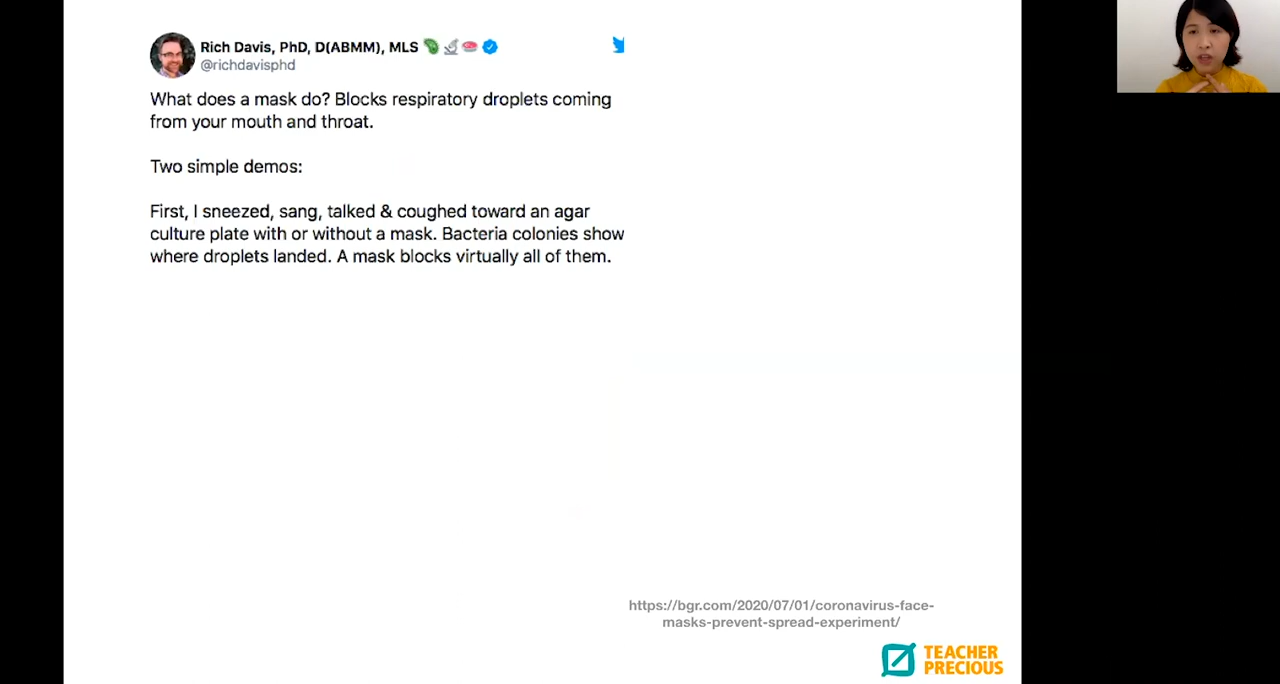 Rich Davis, PhD, D(ABMM), MLS
@richdavisphd
What does a mask do? Blocks respiratory droplets coming
from your mouth and throat.
Two simple demos:
First, I sneezed, sang, talked & coughed toward an agar
culture plate with or without a mask. Bacteria colonies show
where droplets landed. A mask blocks virtually all of them.
https://bgr.com/2020/07/01/coronavirus-face-
masks-prevent-spread-experiment/
TEACHER
PRECIOUS